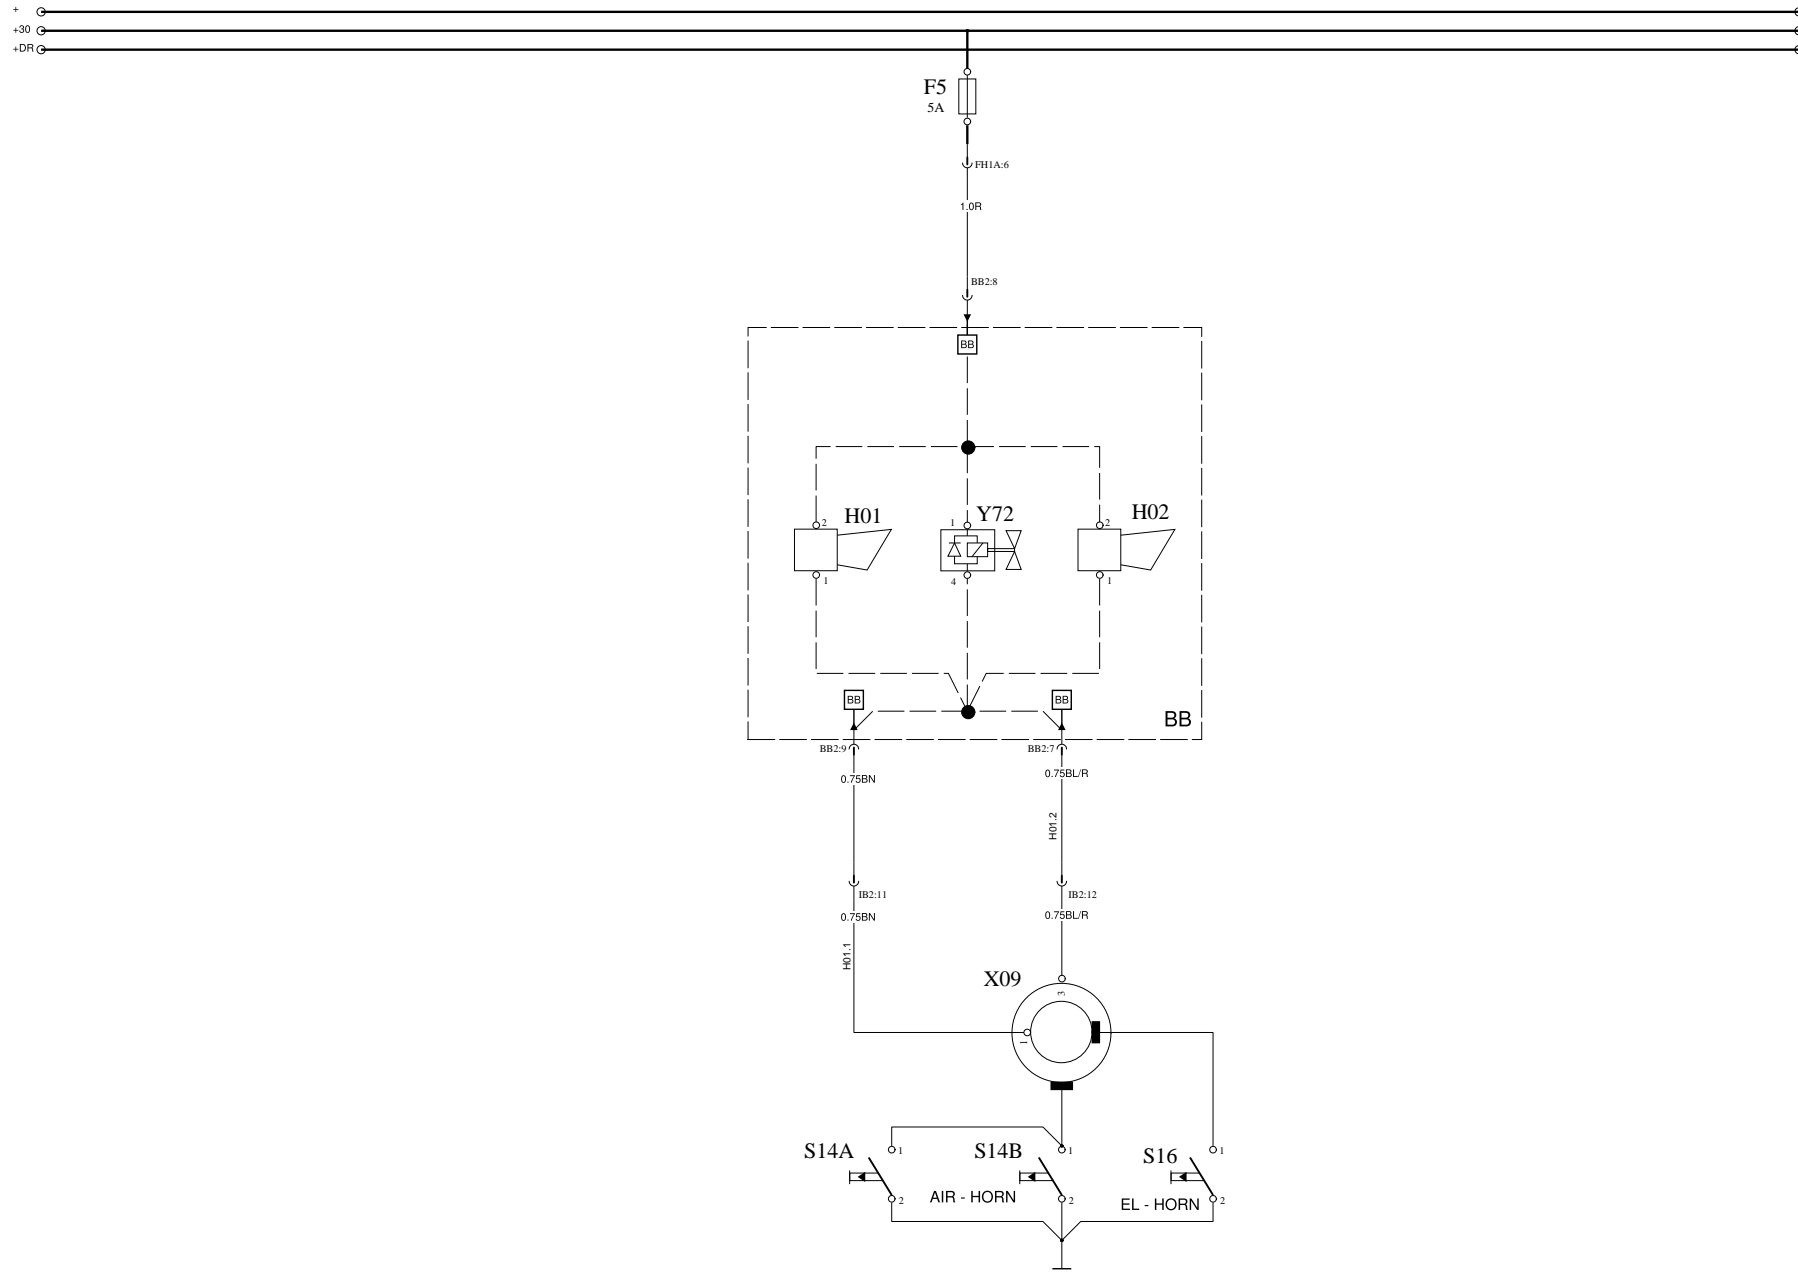 +
+30
+DR
F5
5A
FH1A:6
1.0R
BB2:8
BB
H01
Y72
H02
2
1
2
1
4
1
BB
BB
BB
BB2:9
BB2:7
0.75BN
0.75BL/R
H01.2
IB2:11
IB2:12
0.75BN
0.75BL/R
H01.1
X09
3
1
S14A
1
S14B
1
S16
1
2
AIR - HORN
2
EL - HORN
2